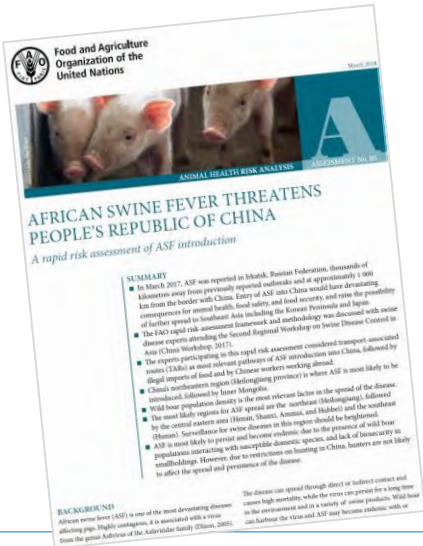 Food and Agriculture
Organization of the
United Nations
March 2018
A
ANIMAL HEALTH RISK ANALYSIS
ASSESSMENT No. 05
AFRICAN SWINE FEVER THREATENS
PEOPLE'S REPUBLIC OF CHINA
A rapid risk assessment of ASF introduction
SUMMARY
■ In March 2017, ASF was reported in Irkutsk, Russian Federation, thousands of
kilometres away from previously reported outbreaks and at approximately 1 000
km from the border with China. Entry of ASF into China would have devastating
consequences for animal health, food safety, and food security, and raise the possibility
of further spread to Southeast Asia including the Korean Peninsula and Japan.
■ The FAO rapid risk-assessment framework and methodology was discussed with swine
disease experts attending the Second Regional Workshop on Swine Disease Control in
Asia (China Workshop, 2017).
■ The experts participating in this rapid risk assessment considered transport-associated
routes (TARs) as most relevant pathways of ASF introduction into China, followed by
illegal imports of food and by Chinese workers working abroad.
■ China's northeastern region (Heilongjiang province) is where ASF is most likely to be
introduced, followed by Inner Mongolia.
■ Wild boar population density is the most relevant factor in the spread of the disease.
■ The most likely regions for ASF spread are the northeast (Heilongjiang), followed
by the central eastern area (Henan, Shanxi, Anhui, and Hubbei) and the southeast
(Hunan). Surveillance for swine diseases in this region should be heightened.
■ ASF is most likely to persist and become endemic due to the presence of wild boar
populations interacting with susceptible domestic species, and lack of biosecurity in
smallholdings. However, due to restrictions on hunting in China, hunters are not likely
to affect the spread and persistence of the disease.
BACKGROUND
African swine fever (ASF) is one of the most devastating diseases
affecting pigs. Highly contagious, it is associated with a virus
from the genus Asfivirus of the Asfarviridae family (Dixon, 2005).
The disease can spread through direct or indirect contact and
causes high mortality, while the virus can persist for a long time
in the environment and in a variety of swine products. Wild boar
can harbour the virus and ASF may become endemic with or